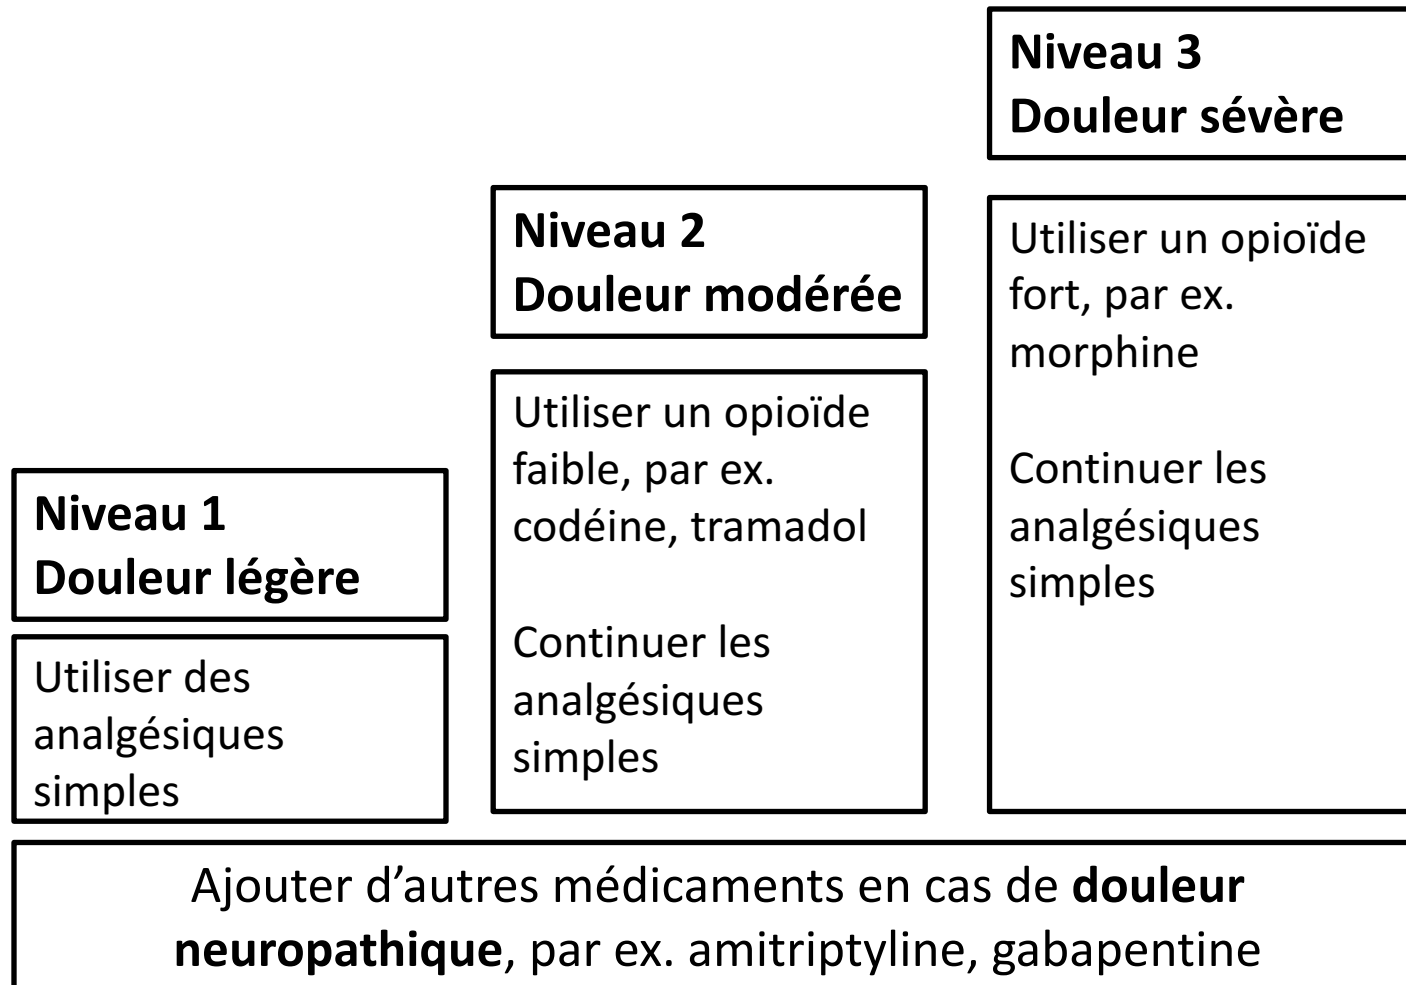 Niveau 3
Douleur sévère
Utiliser un opioïde
fort, par ex.
morphine
Continuer les
analgésiques
simples
Niveau 2
Douleur modérée
Utiliser un opioïde
faible, par ex.
codéine, tramadol
Continuer les
analgésiques
simples
Niveau 1
Douleur légère
Utiliser des
analgésiques
simples
Ajouter d’autres médicaments en cas de douleur
neuropathique, par ex. amitriptyline, gabapentine